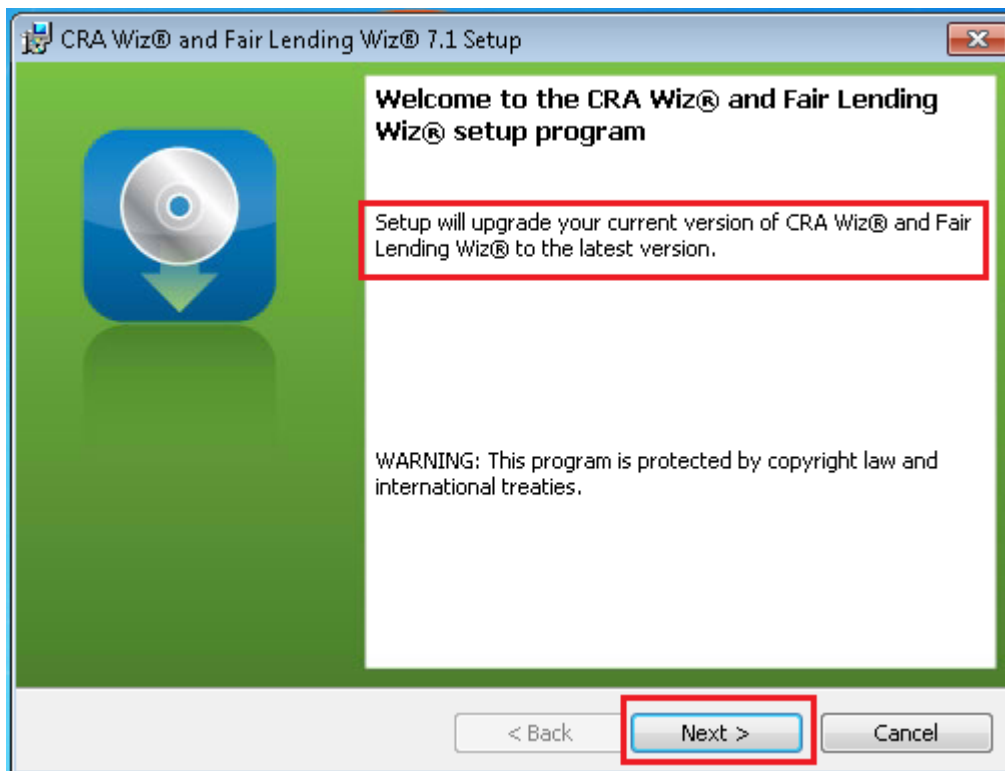 CRA Wiz® and Fair Lending Wiz® 7.1 Setup
Welcome to the CRA Wiz® and Fair Lending
Wiz® setup program
Setup will upgrade your current version of CRA Wiz® and Fair
Lending Wiz® to the latest version.
WARNING: This program is protected by copyright law and
international treaties.
< Back
Next >
Cancel